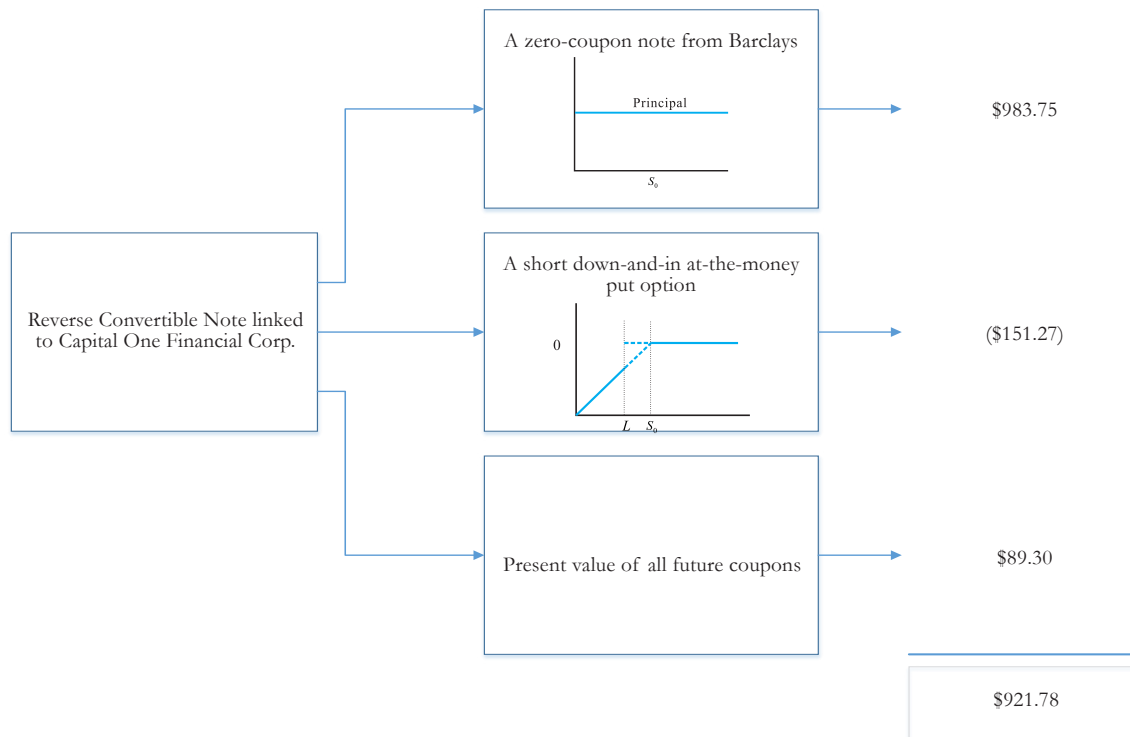 A zero-coupon note from Barclays
Principal
S₀
$983.75
Reverse Convertible Note linked
to Capital One Financial Corp.
A short down-and-in at-the-money
put option
0
L S₀
($151.27)
Present value of all future coupons
$89.30
$921.78